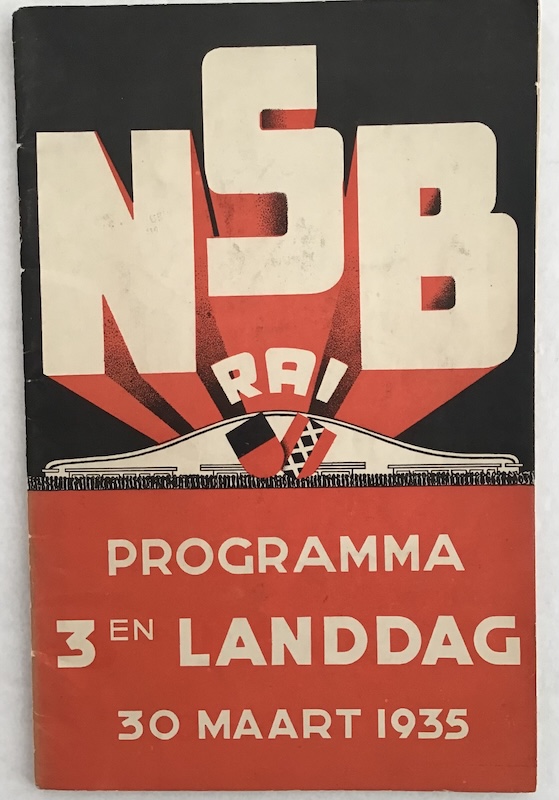 NSB
RAI
PROGRAMMA
3EN LANDDAG
30 MAART 1935